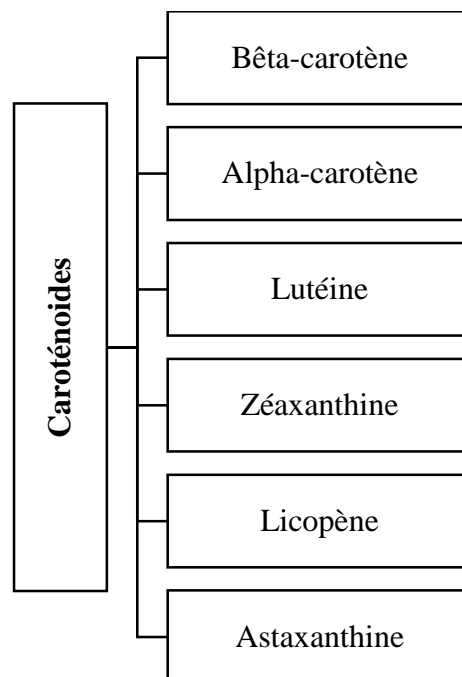 Caroténoides
Bêta-carotène
Alpha-carotène
Lutéine
Zéaxanthine
Licopène
Astaxanthine